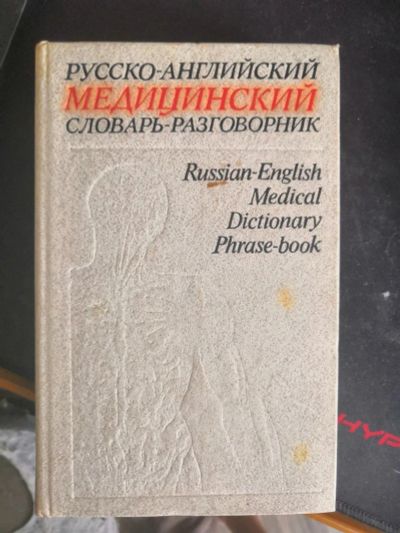 РУССКО-АНГЛИЙСКИЙ
МЕДИЦИНСКИЙ
СЛОВАРЬ-РАЗГОВОРНИК
Russian-English
Medical
Dictionary
Phrase-book